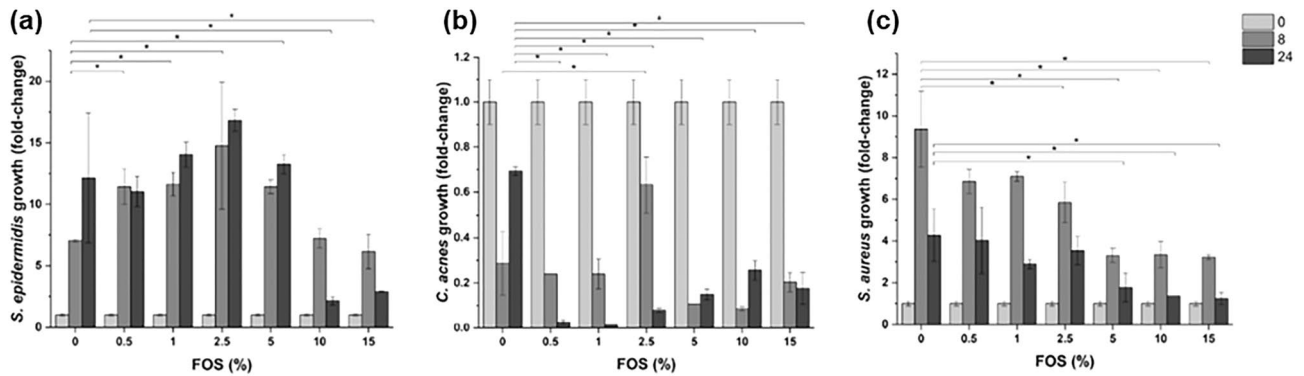 (a)
S. epidermidis growth (fold-change)
20
15
10
5
0
0 0.5 1 2.5 5 10 15
FOS (%)
* * * * * *
(b)
C. acnes growth (fold-change)
1.2
1.0
0.8
0.6
0.4
0.2
0.0
0 0.5 1 2.5 5 10 15
FOS (%)
* * * * * * *
(c)
S. aureus growth (fold-change)
12
10
8
6
4
2
0
0 0.5 1 2.5 5 10 15
FOS (%)
* * * * * * *
0
8
24